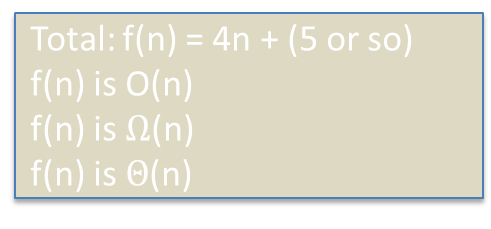 Total: f(n) = 4n + (5 or so)
f(n) is O(n)
f(n) is Ω(n)
f(n) is Θ(n)